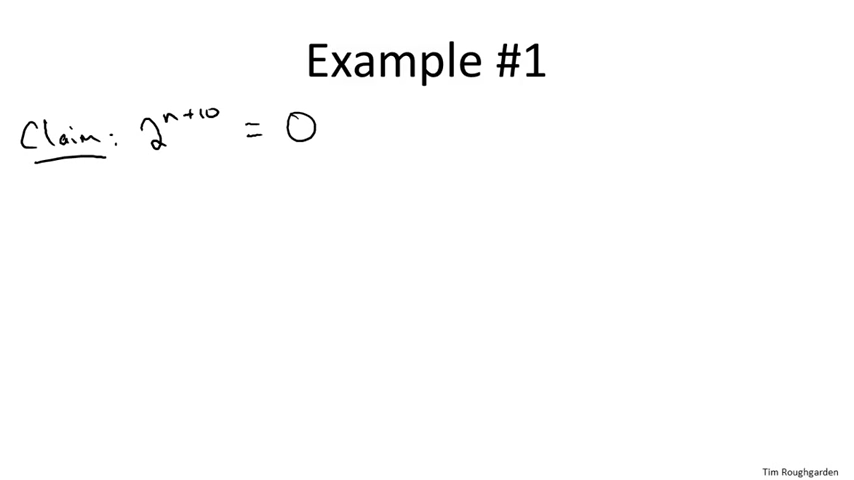 Example #1
Claim: 2^{n+10} = O
Tim Roughgarden